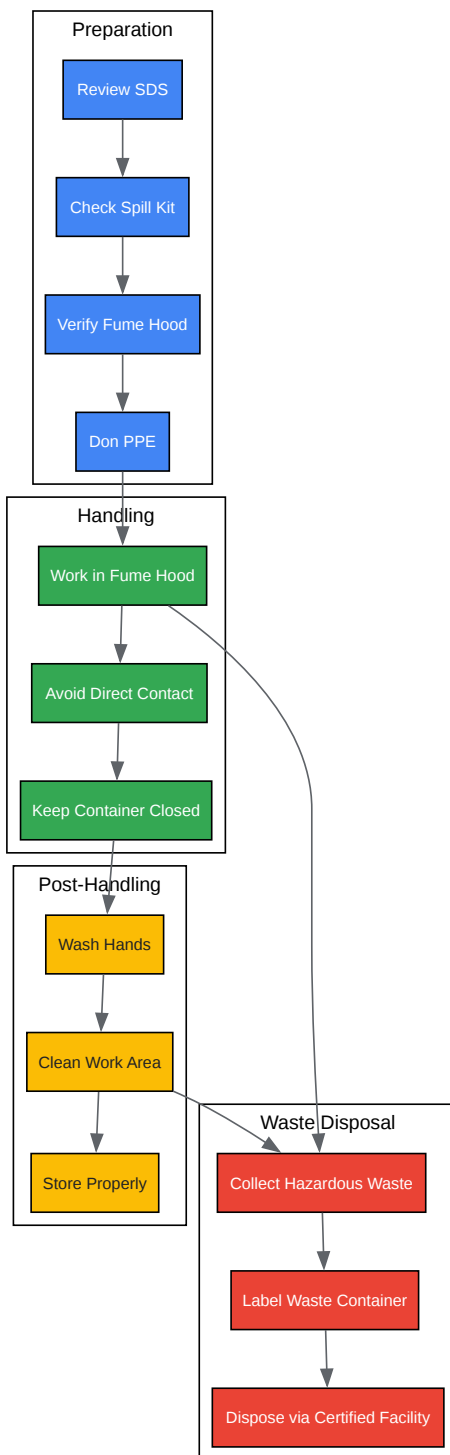 Preparation
Review SDS
Check Spill Kit
Verify Fume Hood
Don PPE
Handling
Work in Fume Hood
Avoid Direct Contact
Keep Container Closed
Post-Handling
Wash Hands
Clean Work Area
Store Properly
Waste Disposal
Collect Hazardous Waste
Label Waste Container
Dispose via Certified Facility